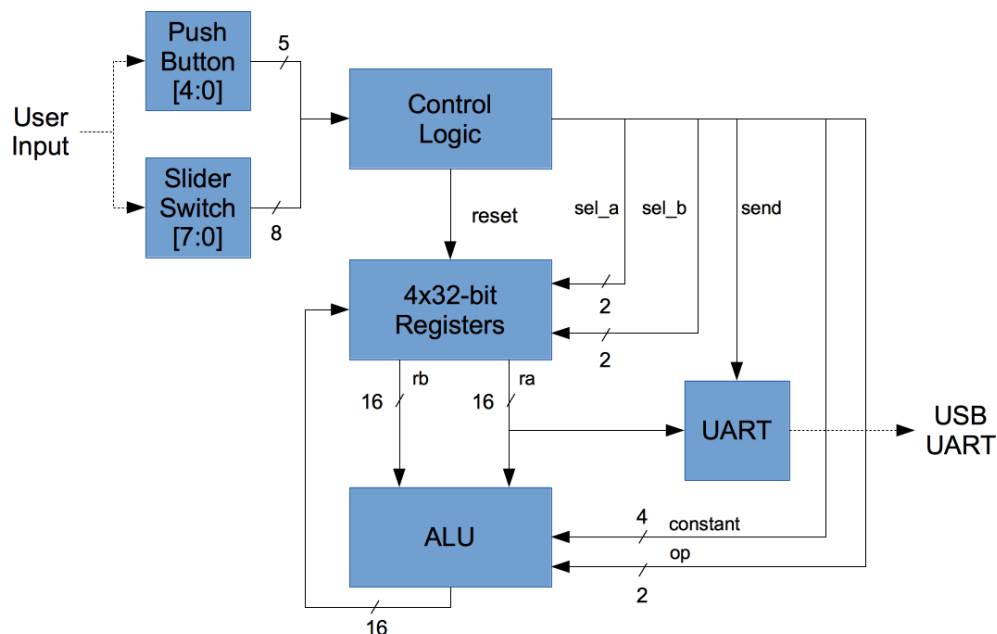 Push
Button
[4:0]
5
User
Input
Control
Logic
Slider
Switch
[7:0]
8
reset
sel_a
sel_b
send
4x32-bit
Registers
2
2
rb
ra
16
16
UART
USB
UART
ALU
4
constant
op
2
16